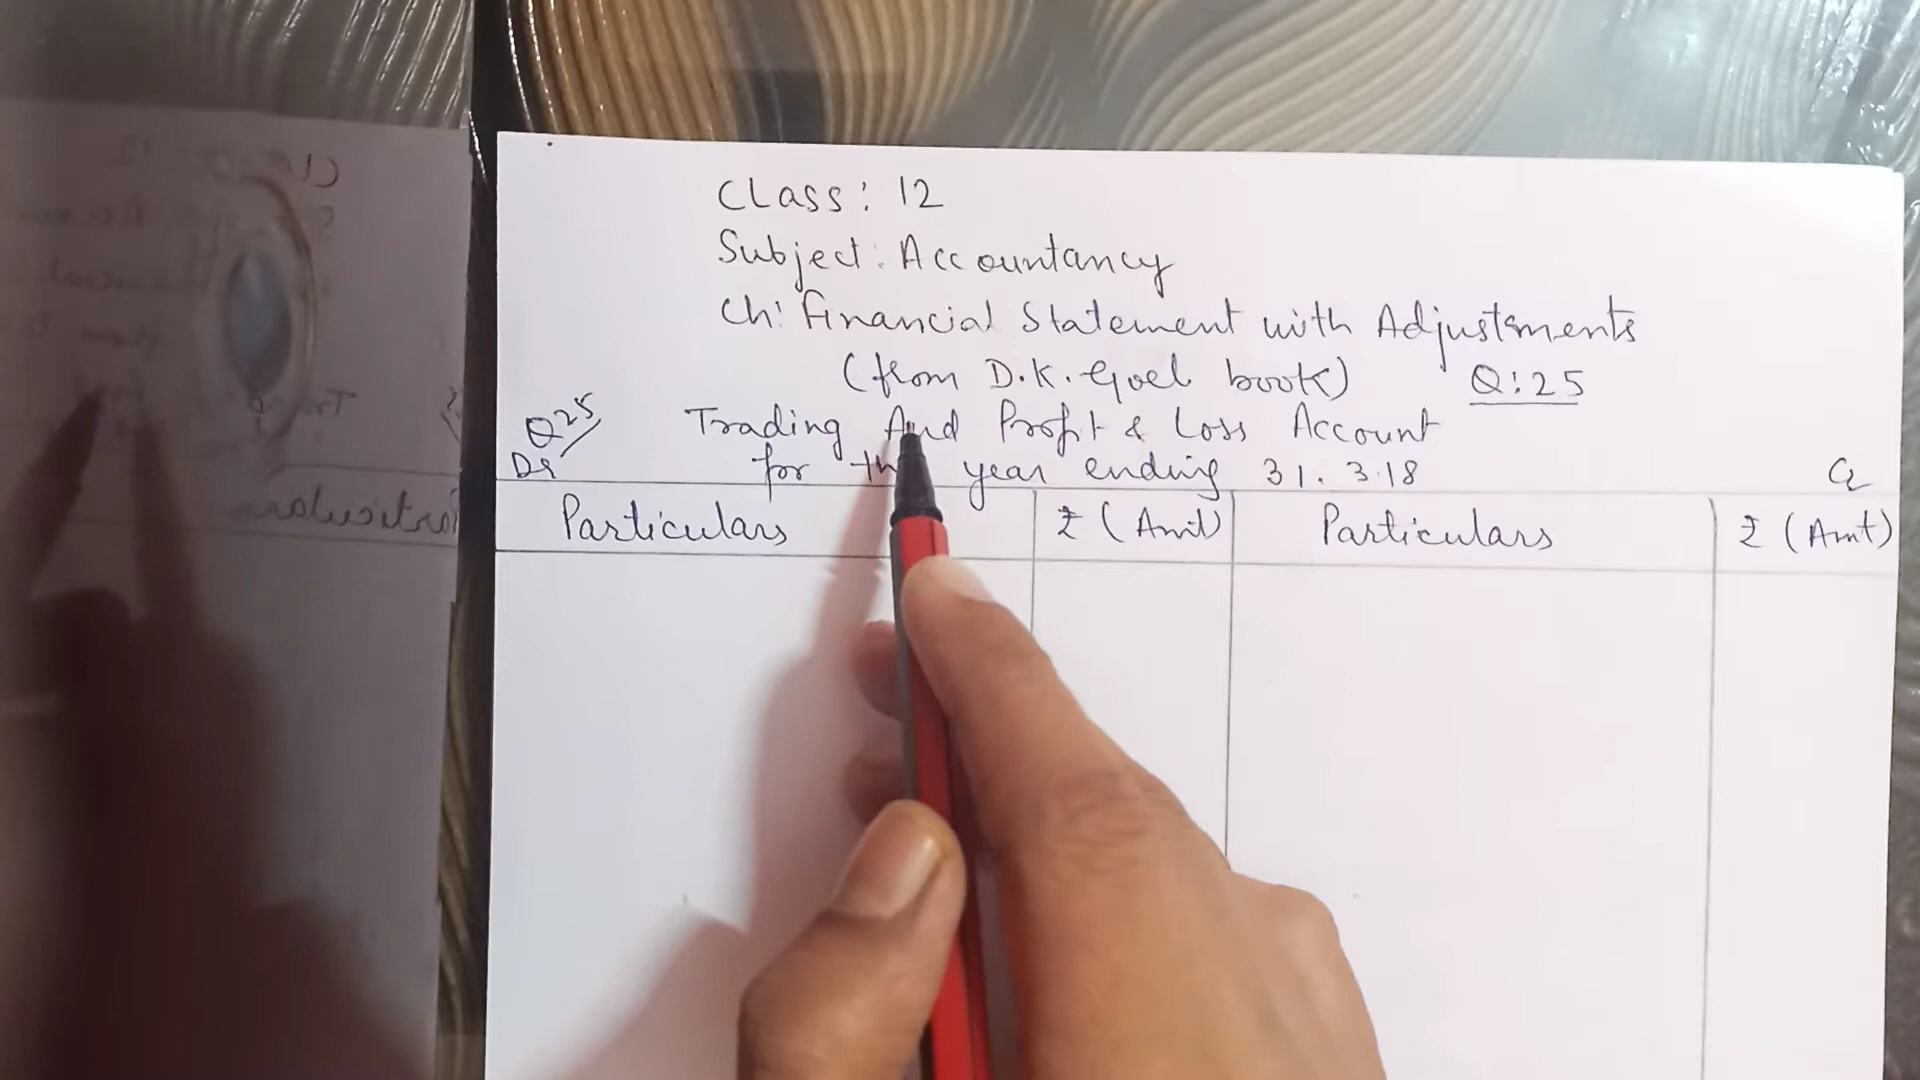 Class: 12
Subject: Accountancy
Ch: Financial Statement with Adjustments
(from D.K. Goel book) Q:25
Q25 Trading And Profit & Loss Account
Dr for the year ending 31.3.18 Cr
Particulars ₹ (Amt) Particulars ₹ (Amt)